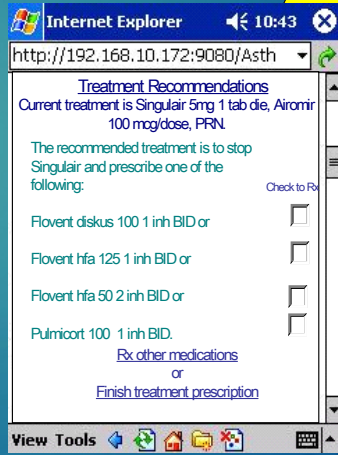 Internet Explorer 10:43
http://192.168.10.172:9080/Asth
Treatment Recommendations
Current treatment is Singulair 5mg 1 tab die, Airomir
100 mcg/dose, PRN.
The recommended treatment is to stop
Singulair and prescribe one of the
following:
Check to Rx
Flovent diskus 100 1 inh BID or
Flovent hfa 125 1 inh BID or
Flovent hfa 50 2 inh BID or
Pulmicort 100 1 inh BID.
Rx other medications
or
Finish treatment prescription
View Tools